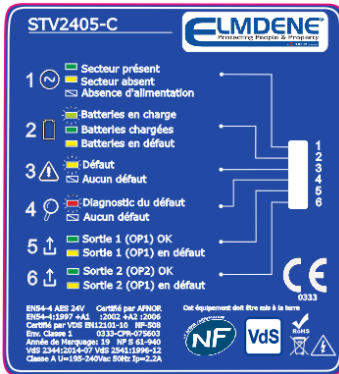 STV2405-C
ELMDENE
Protecting People & Property
1 Secteur présent
Secteur absent
Absence d'alimentation
2 Batteries en charge
Batteries chargées
Batteries en défaut
3 Défaut
Aucun défaut
4 Diagnostic du défaut
Aucun défaut
5 Sortie 1 (OP1) OK
Sortie 1 (OP1) en défaut
6 Sortie 2 (OP2) OK
Sortie 2 (OP1) en défaut
1
2
3
4
5
6
CE
0333
EN54-4 AES 24V Certifié par AFNOR
EN54-4:1997 +A1 :2002 +A2 :2006
Certifié par VDS EN12101-10 NF-508
Env. Classe 1 0333-CPR-075603
Année de Marquage: 19 NF S 61-940
VdS 2344:2014-07 VdS 2541:1996-12
Classe A U=195-240Vac 50Hz Ip=2.2A
Cet équipement doit être mis à la terre
NF
VdS
RoHS